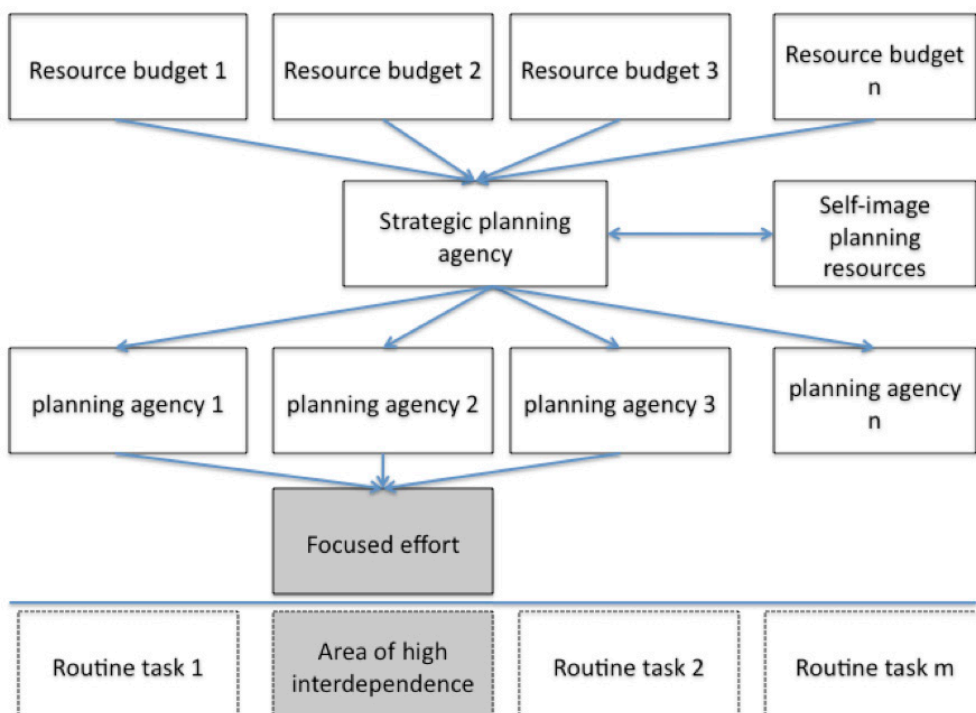 Resource budget 1
Resource budget 2
Resource budget 3
Resource budget
n
Strategic planning
agency
Self-image
planning
resources
planning agency 1
planning agency 2
planning agency 3
planning agency
n
Focused effort
Routine task 1
Area of high
interdependence
Routine task 2
Routine task m